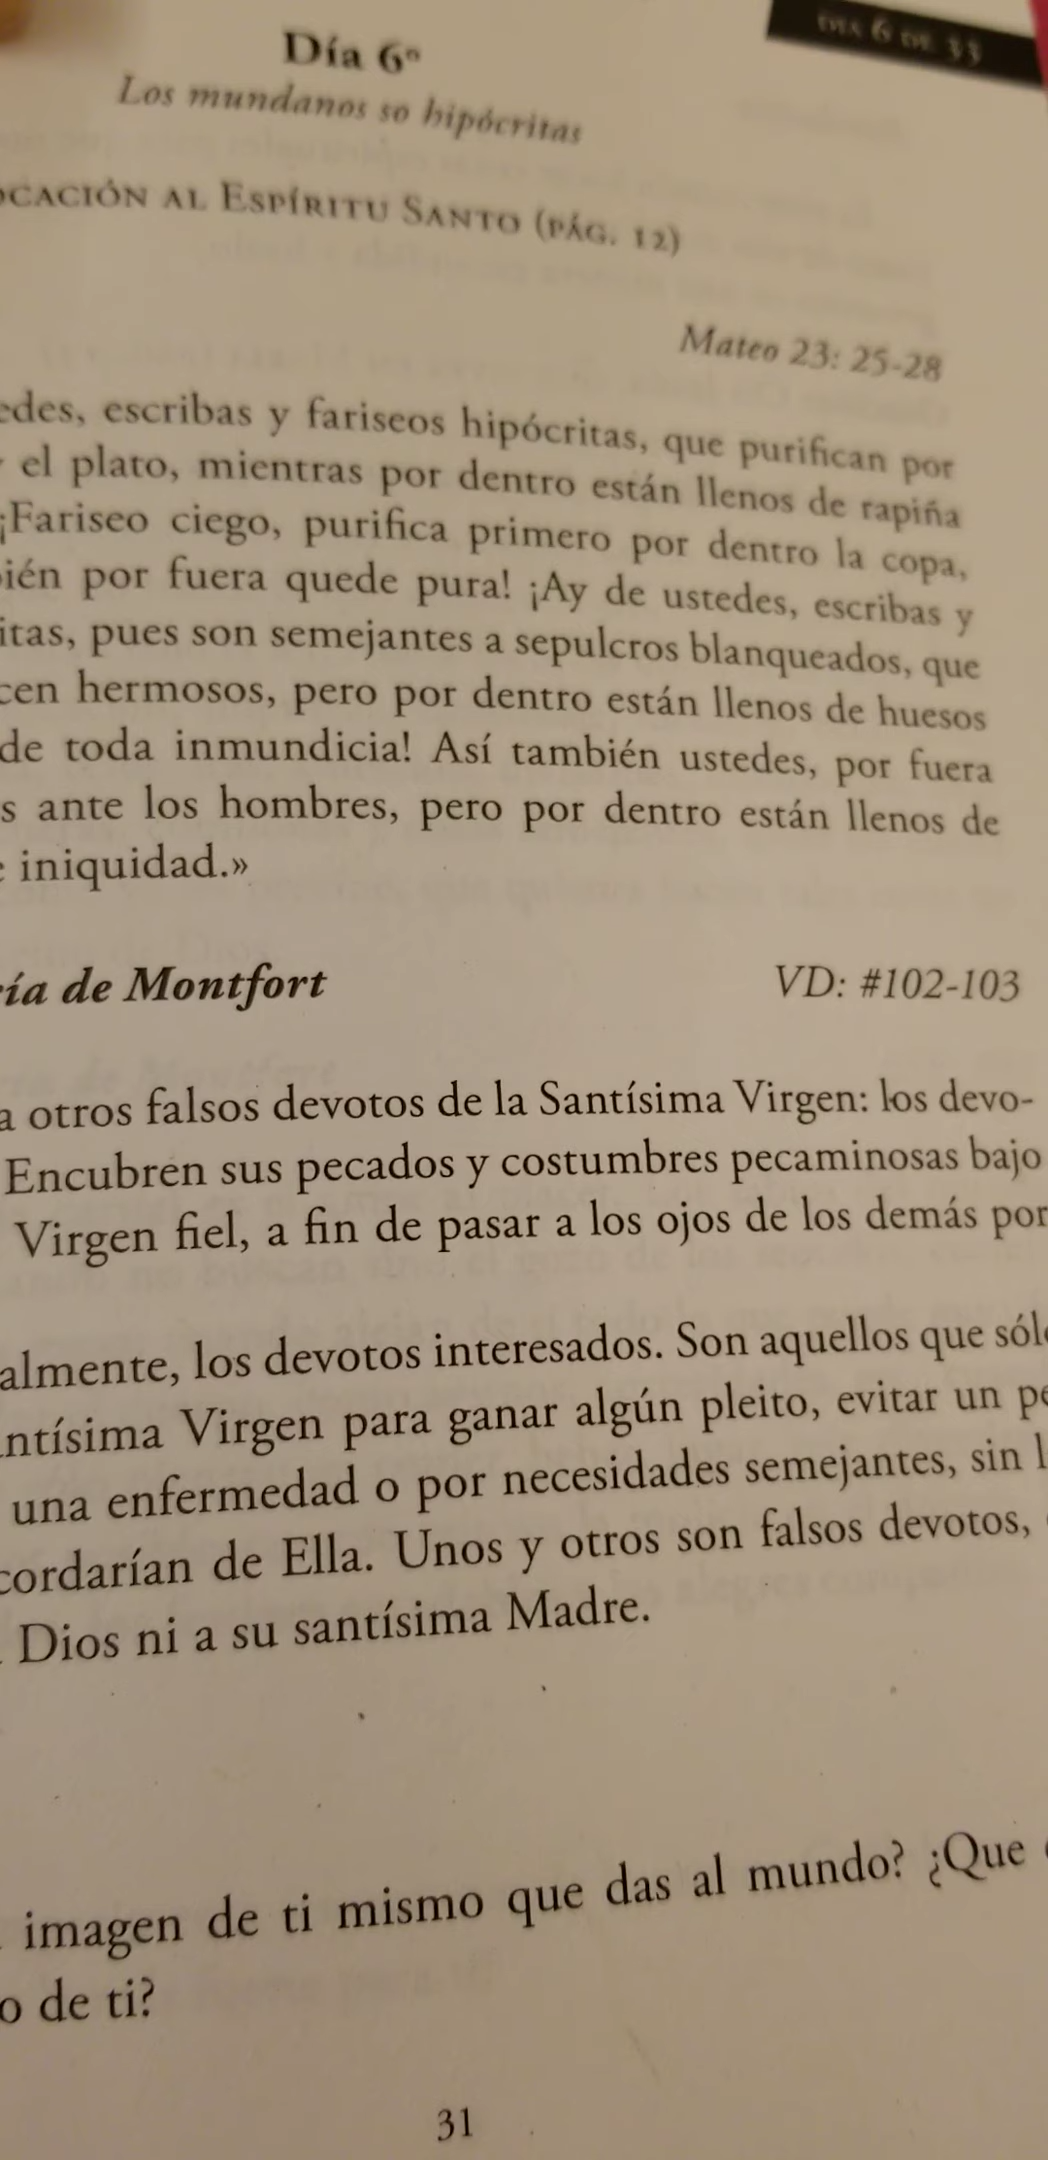 DÍA 6 DE 33
Día 6º
Los mundanos so hipócritas
OCACIÓN AL ESPÍRITU SANTO (PÁG. 12)
Mateo 23: 25-28
edes, escribas y fariseos hipócritas, que purifican por
el plato, mientras por dentro están llenos de rapiña
¡Fariseo ciego, purifica primero por dentro la copa,
ién por fuera quede pura! ¡Ay de ustedes, escribas y
itas, pues son semejantes a sepulcros blanqueados, que
cen hermosos, pero por dentro están llenos de huesos
de toda inmundicia! Así también ustedes, por fuera
s ante los hombres, pero por dentro están llenos de
iniquidad.»
ía de Montfort VD: #102-103
a otros falsos devotos de la Santísima Virgen: los devo-
Encubren sus pecados y costumbres pecaminosas bajo
Virgen fiel, a fin de pasar a los ojos de los demás por
almente, los devotos interesados. Son aquellos que sól
ntísima Virgen para ganar algún pleito, evitar un pe
una enfermedad o por necesidades semejantes, sin l
cordarían de Ella. Unos y otros son falsos devotos,
Dios ni a su santísima Madre.
imagen de ti mismo que das al mundo? ¿Que
o de ti?
31